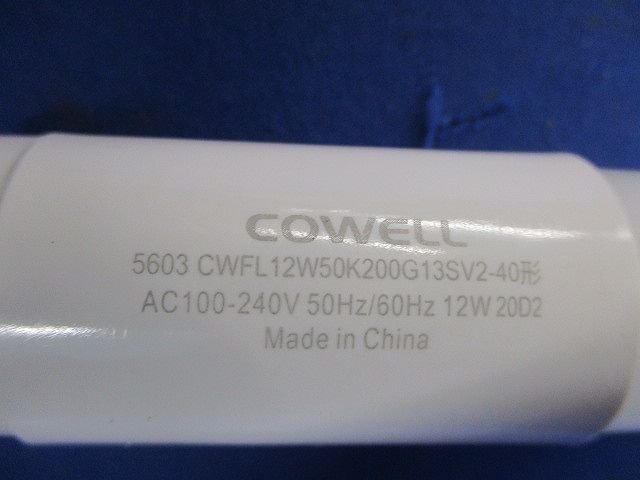 COWELL
5603 CWFL12W50K200G13SV2-40形
AC100-240V 50Hz/60Hz 12W 20D2
Made in China